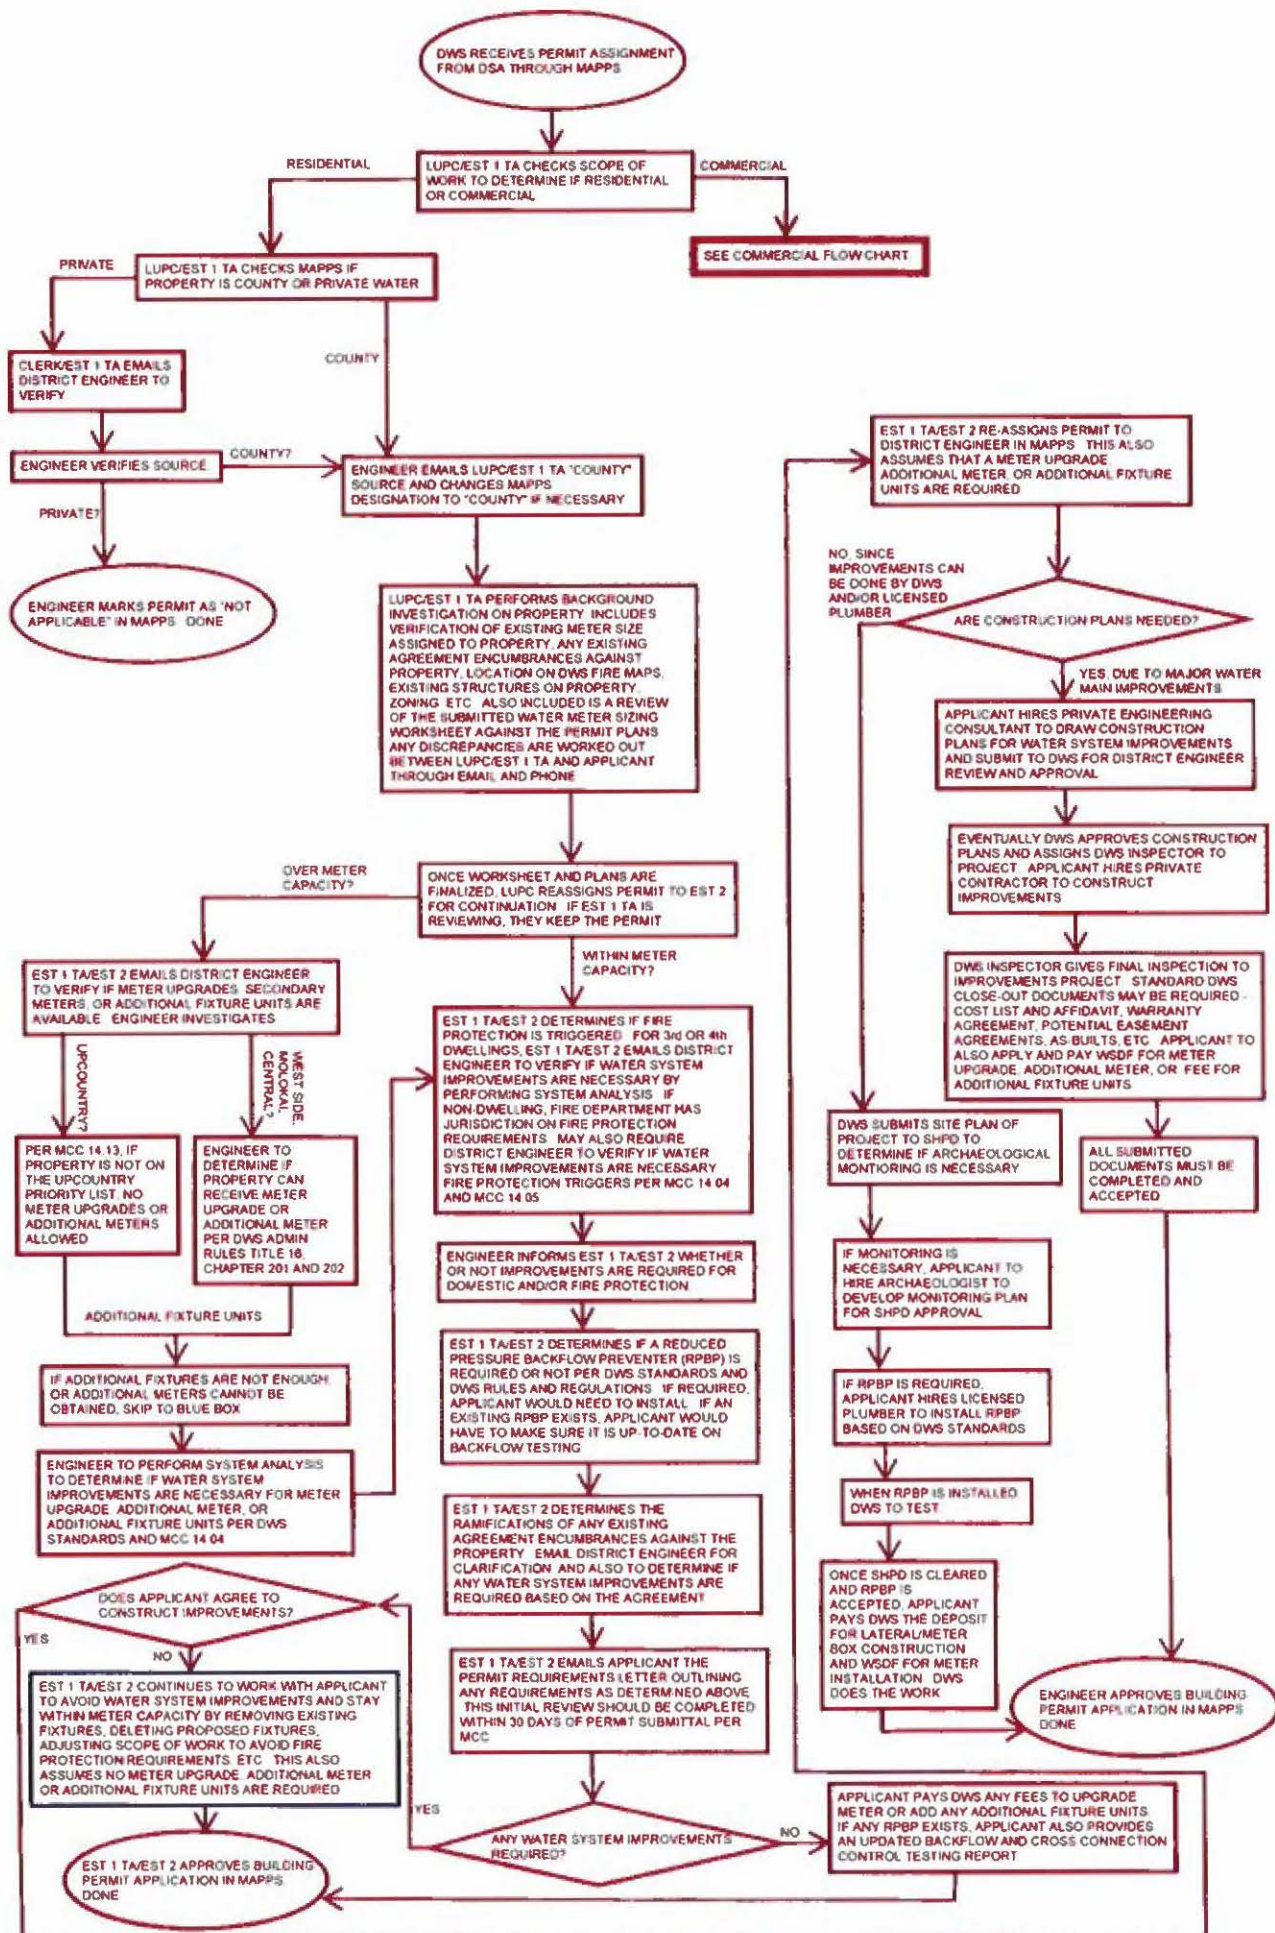 DWS RECEIVES PERMIT ASSIGNMENT
FROM DSA THROUGH MAPPS
RESIDENTIAL
LUPC/EST 1 TA CHECKS SCOPE OF
WORK TO DETERMINE IF RESIDENTIAL
OR COMMERCIAL
COMMERCIAL
SEE COMMERCIAL FLOW CHART
PRIVATE
LUPC/EST 1 TA CHECKS MAPPS IF
PROPERTY IS COUNTY OR PRIVATE WATER
COUNTY
CLERK/EST 1 TA EMAILS
DISTRICT ENGINEER TO
VERIFY
ENGINEER VERIFIES SOURCE
COUNTY?
PRIVATE?
ENGINEER MARKS PERMIT AS "NOT
APPLICABLE" IN MAPPS DONE
ENGINEER EMAILS LUPC/EST 1 TA "COUNTY"
SOURCE AND CHANGES MAPPS
DESIGNATION TO "COUNTY" IF NECESSARY
LUPC/EST 1 TA PERFORMS BACKGROUND
INVESTIGATION ON PROPERTY INCLUDES
VERIFICATION OF EXISTING METER SIZE
ASSIGNED TO PROPERTY, ANY EXISTING
AGREEMENT ENCUMBRANCES AGAINST
PROPERTY, LOCATION ON DWS FIRE MAPS,
EXISTING STRUCTURES ON PROPERTY,
ZONING, ETC ALSO INCLUDED IS A REVIEW
OF THE SUBMITTED WATER METER SIZING
WORKSHEET AGAINST THE PERMIT PLANS
ANY DISCREPANCIES ARE WORKED OUT
BETWEEN LUPC/EST 1 TA AND APPLICANT
THROUGH EMAIL AND PHONE
OVER METER
CAPACITY?
ONCE WORKSHEET AND PLANS ARE
FINALIZED, LUPC REASSIGNS PERMIT TO EST 2
FOR CONTINUATION IF EST 1 TA IS
REVIEWING, THEY KEEP THE PERMIT
WITHIN METER
CAPACITY?
EST 1 TA/EST 2 EMAILS DISTRICT ENGINEER
TO VERIFY IF METER UPGRADES, SECONDARY
METERS, OR ADDITIONAL FIXTURE UNITS ARE
AVAILABLE ENGINEER INVESTIGATES
UPCOUNTRY?
WEST SIDE,
MOLOKAI,
CENTRAL?
PER MCC 14.13, IF
PROPERTY IS NOT ON
THE UPCOUNTRY
PRIORITY LIST, NO
METER UPGRADES OR
ADDITIONAL METERS
ALLOWED
ENGINEER TO
DETERMINE IF
PROPERTY CAN
RECEIVE METER
UPGRADE OR
ADDITIONAL METER
PER DWS ADMIN
RULES TITLE 16,
CHAPTER 201 AND 202
ADDITIONAL FIXTURE UNITS
IF ADDITIONAL FIXTURES ARE NOT ENOUGH
OR ADDITIONAL METERS CANNOT BE
OBTAINED, SKIP TO BLUE BOX
ENGINEER TO PERFORM SYSTEM ANALYSIS
TO DETERMINE IF WATER SYSTEM
IMPROVEMENTS ARE NECESSARY FOR METER
UPGRADE, ADDITIONAL METER, OR
ADDITIONAL FIXTURE UNITS PER DWS
STANDARDS AND MCC 14 04
EST 1 TA/EST 2 DETERMINES IF FIRE
PROTECTION IS TRIGGERED FOR 3rd OR 4th
DWELLINGS, EST 1 TA/EST 2 EMAILS DISTRICT
ENGINEER TO VERIFY IF WATER SYSTEM
IMPROVEMENTS ARE NECESSARY BY
PERFORMING SYSTEM ANALYSIS IF
NON-DWELLING, FIRE DEPARTMENT HAS
JURISDICTION ON FIRE PROTECTION
REQUIREMENTS MAY ALSO REQUIRE
DISTRICT ENGINEER TO VERIFY IF WATER
SYSTEM IMPROVEMENTS ARE NECESSARY
FIRE PROTECTION TRIGGERS PER MCC 14 04
AND MCC 14 05
ENGINEER INFORMS EST 1 TA/EST 2 WHETHER
OR NOT IMPROVEMENTS ARE REQUIRED FOR
DOMESTIC AND/OR FIRE PROTECTION
EST 1 TA/EST 2 DETERMINES IF A REDUCED
PRESSURE BACKFLOW PREVENTER (RPBP) IS
REQUIRED OR NOT PER DWS STANDARDS AND
DWS RULES AND REGULATIONS IF REQUIRED,
APPLICANT WOULD NEED TO INSTALL IF AN
EXISTING RPBP EXISTS, APPLICANT WOULD
HAVE TO MAKE SURE IT IS UP-TO-DATE ON
BACKFLOW TESTING
EST 1 TA/EST 2 DETERMINES THE
RAMIFICATIONS OF ANY EXISTING
AGREEMENT ENCUMBRANCES AGAINST THE
PROPERTY EMAIL DISTRICT ENGINEER FOR
CLARIFICATION AND ALSO TO DETERMINE IF
ANY WATER SYSTEM IMPROVEMENTS ARE
REQUIRED BASED ON THE AGREEMENT
EST 1 TA/EST 2 EMAILS APPLICANT THE
PERMIT REQUIREMENTS LETTER OUTLINING
ANY REQUIREMENTS AS DETERMINED ABOVE
THIS INITIAL REVIEW SHOULD BE COMPLETED
WITHIN 30 DAYS OF PERMIT SUBMITTAL PER
MCC
ANY WATER SYSTEM IMPROVEMENTS
REQUIRED?
YES
NO
DOES APPLICANT AGREE TO
CONSTRUCT IMPROVEMENTS?
YES
NO
EST 1 TA/EST 2 CONTINUES TO WORK WITH APPLICANT
TO AVOID WATER SYSTEM IMPROVEMENTS AND STAY
WITHIN METER CAPACITY BY REMOVING EXISTING
FIXTURES, DELETING PROPOSED FIXTURES,
ADJUSTING SCOPE OF WORK TO AVOID FIRE
PROTECTION REQUIREMENTS, ETC THIS ALSO
ASSUMES NO METER UPGRADE, ADDITIONAL METER
OR ADDITIONAL FIXTURE UNITS ARE REQUIRED
EST 1 TA/EST 2 APPROVES BUILDING
PERMIT APPLICATION IN MAPPS
DONE
APPLICANT PAYS DWS ANY FEES TO UPGRADE
METER OR ADD ANY ADDITIONAL FIXTURE UNITS
IF ANY RPBP EXISTS, APPLICANT ALSO PROVIDES
AN UPDATED BACKFLOW AND CROSS CONNECTION
CONTROL TESTING REPORT
EST 1 TA/EST 2 RE-ASSIGNS PERMIT TO
DISTRICT ENGINEER IN MAPPS THIS ALSO
ASSUMES THAT A METER UPGRADE,
ADDITIONAL METER, OR ADDITIONAL FIXTURE
UNITS ARE REQUIRED
NO, SINCE
IMPROVEMENTS CAN
BE DONE BY DWS
AND/OR LICENSED
PLUMBER
ARE CONSTRUCTION PLANS NEEDED?
YES, DUE TO MAJOR WATER
MAIN IMPROVEMENTS
APPLICANT HIRES PRIVATE ENGINEERING
CONSULTANT TO DRAW CONSTRUCTION
PLANS FOR WATER SYSTEM IMPROVEMENTS
AND SUBMIT TO DWS FOR DISTRICT ENGINEER
REVIEW AND APPROVAL
EVENTUALLY DWS APPROVES CONSTRUCTION
PLANS AND ASSIGNS DWS INSPECTOR TO
PROJECT APPLICANT HIRES PRIVATE
CONTRACTOR TO CONSTRUCT
IMPROVEMENTS
DWS INSPECTOR GIVES FINAL INSPECTION TO
IMPROVEMENTS PROJECT STANDARD DWS
CLOSE-OUT DOCUMENTS MAY BE REQUIRED -
COST LIST AND AFFIDAVIT, WARRANTY
AGREEMENT, POTENTIAL EASEMENT
AGREEMENTS, AS-BUILTS, ETC APPLICANT TO
ALSO APPLY AND PAY WSDF FOR METER
UPGRADE, ADDITIONAL METER, OR FEE FOR
ADDITIONAL FIXTURE UNITS
ALL SUBMITTED
DOCUMENTS MUST BE
COMPLETED AND
ACCEPTED
DWS SUBMITS SITE PLAN OF
PROJECT TO SHPD TO
DETERMINE IF ARCHAEOLOGICAL
MONTIORING IS NECESSARY
IF MONITORING IS
NECESSARY, APPLICANT TO
HIRE ARCHAEOLOGIST TO
DEVELOP MONITORING PLAN
FOR SHPD APPROVAL
IF RPBP IS REQUIRED,
APPLICANT HIRES LICENSED
PLUMBER TO INSTALL RPBP
BASED ON DWS STANDARDS
WHEN RPBP IS INSTALLED
DWS TO TEST
ONCE SHPD IS CLEARED
AND RPBP IS
ACCEPTED, APPLICANT
PAYS DWS THE DEPOSIT
FOR LATERAL/METER
BOX CONSTRUCTION
AND WSDF FOR METER
INSTALLATION DWS
DOES THE WORK
ENGINEER APPROVES BUILDING
PERMIT APPLICATION IN MAPPS
DONE